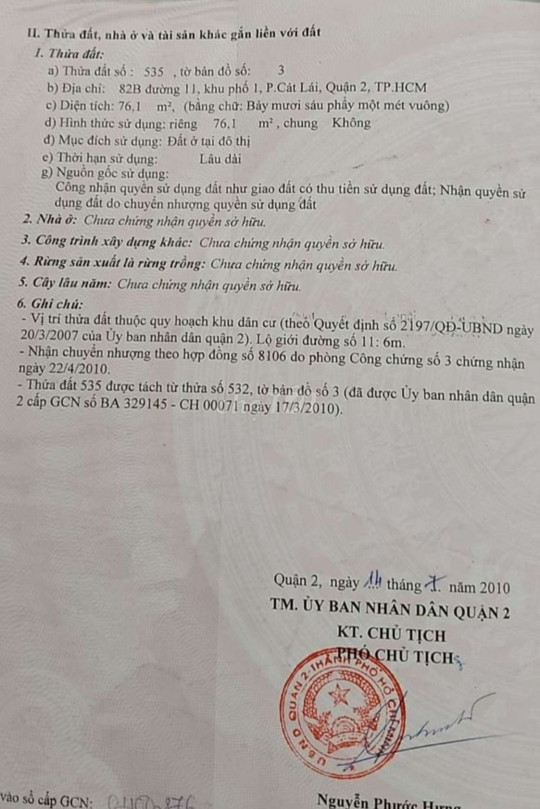 II. Thửa đất, nhà ở và tài sản khác gắn liền với đất
1. Thửa đất:
a) Thửa đất số : 535 , tờ bản đồ số: 3
b) Địa chỉ: 82B đường 11, khu phố 1, P.Cát Lái, Quận 2, TP.HCM
c) Diện tích: 76,1 m², (bằng chữ: Bảy mươi sáu phẩy một mét vuông)
d) Hình thức sử dụng: riêng 76,1 m² , chung Không
đ) Mục đích sử dụng: Đất ở tại đô thị
e) Thời hạn sử dụng: Lâu dài
g) Nguồn gốc sử dụng:
Công nhận quyền sử dụng đất như giao đất có thu tiền sử dụng đất; Nhận quyền sử
dụng đất do chuyển nhượng quyền sử dụng đất
2. Nhà ở: Chưa chứng nhận quyền sở hữu.
3. Công trình xây dựng khác: Chưa chứng nhận quyền sở hữu.
4. Rừng sản xuất là rừng trồng: Chưa chứng nhận quyền sở hữu.
5. Cây lâu năm: Chưa chứng nhận quyền sở hữu.
6. Ghi chú:
- Vị trí thửa đất thuộc quy hoạch khu dân cư (theo Quyết định số 2197/QĐ-UBND ngày
20/3/2007 của Ủy ban nhân dân quận 2). Lộ giới đường số 11: 6m.
- Nhận chuyển nhượng theo hợp đồng số 8106 do phòng Công chứng số 3 chứng nhận
ngày 22/4/2010.
- Thửa đất 535 được tách từ thửa số 532, tờ bản đồ số 3 (đã được Ủy ban nhân dân quận
2 cấp GCN số BA 329145 - CH 00071 ngày 17/3/2010).
Quận 2, ngày 14 tháng 7. năm 2010
TM. ỦY BAN NHÂN DÂN QUẬN 2
KT. CHỦ TỊCH
PHÓ CHỦ TỊCH
UBND QUẬN 2-THÀNH PHỐ HỒ CHÍ MINH
Nguyễn Phước Hưng
vào sổ cấp GCN: